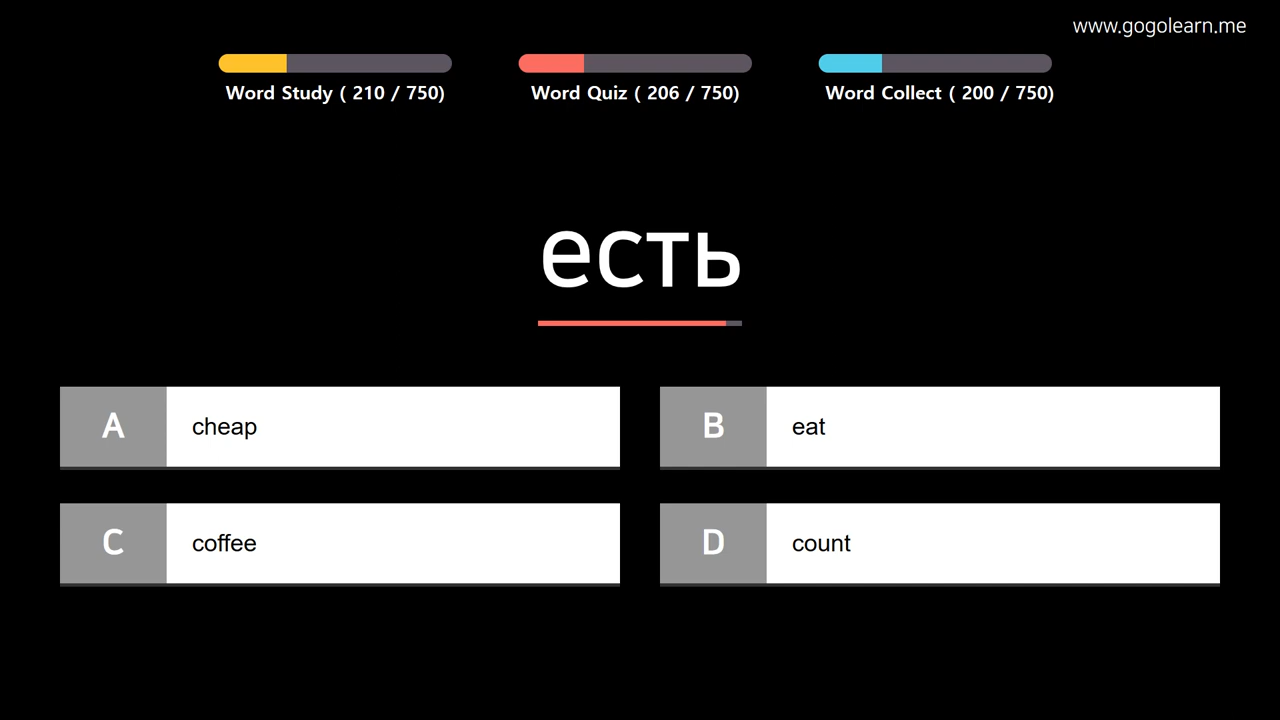 www.gogolearn.me
Word Study ( 210 / 750)
Word Quiz ( 206 / 750)
Word Collect ( 200 / 750)
есть
A cheap
B eat
C coffee
D count